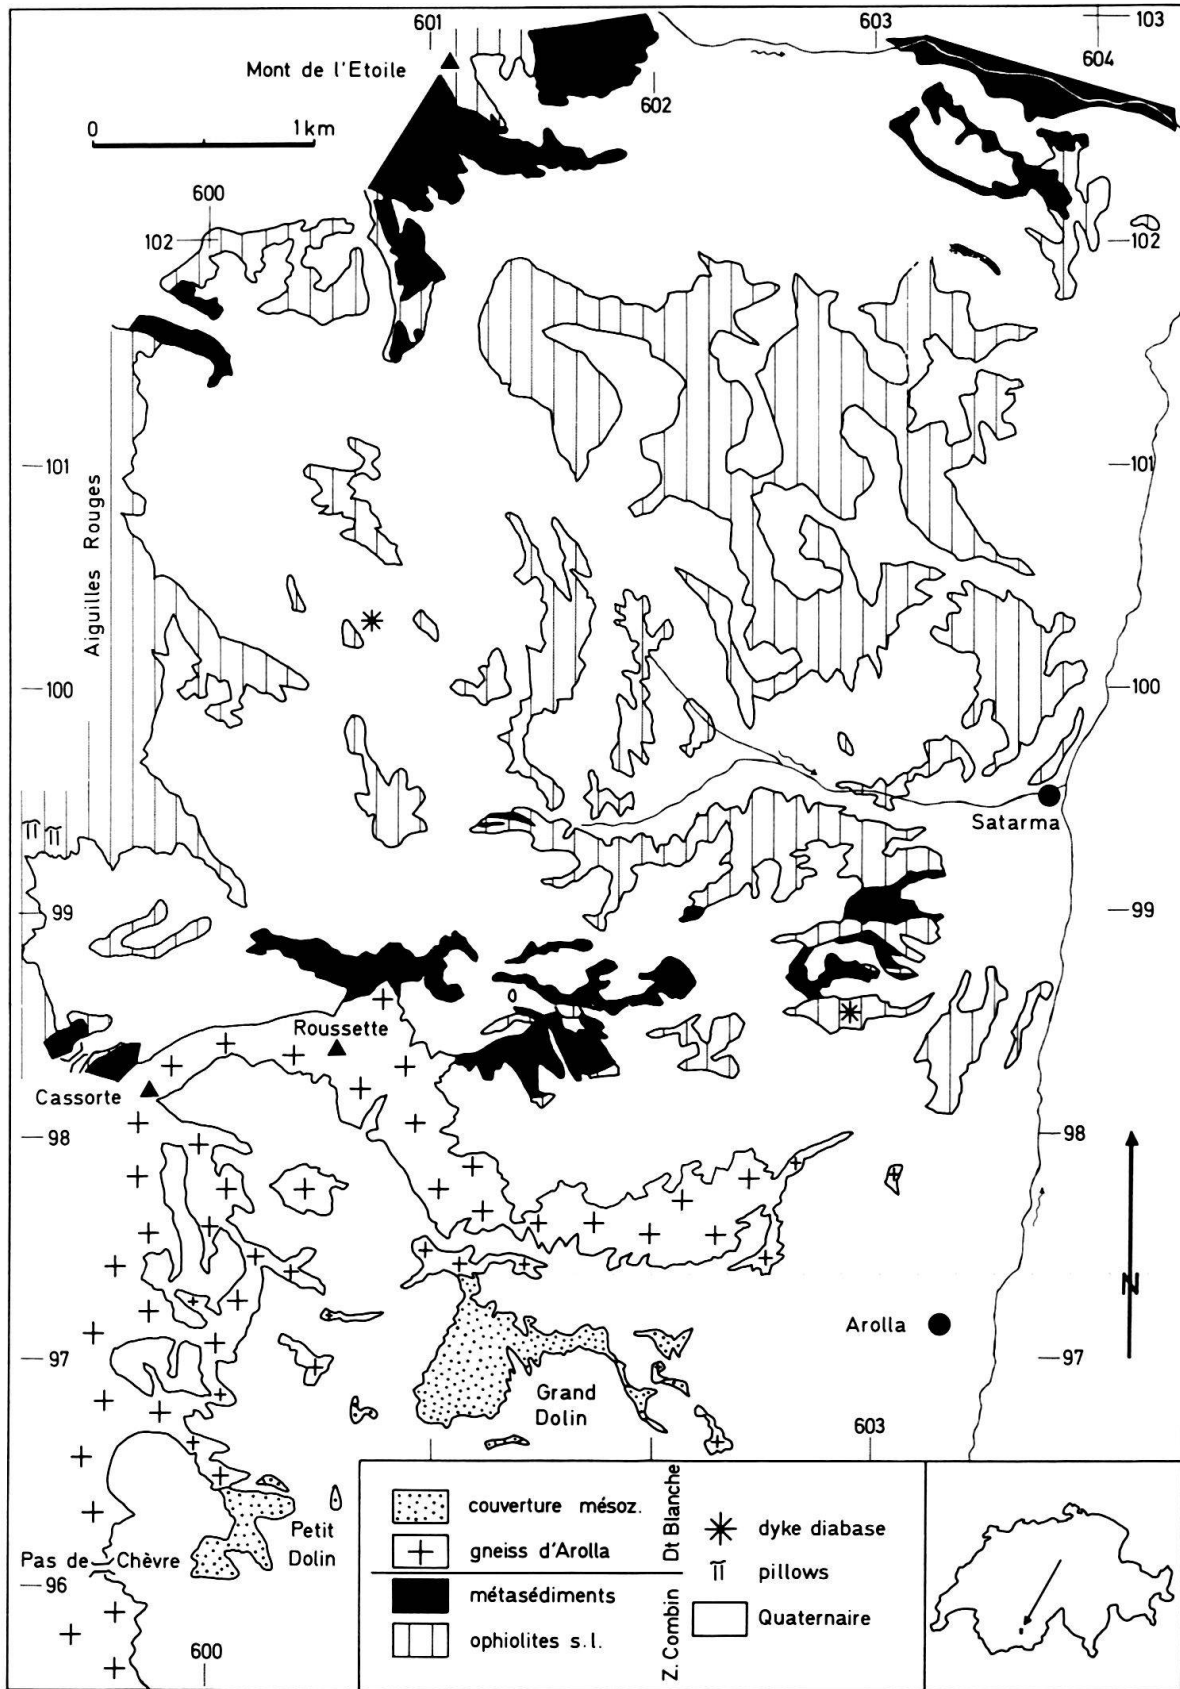 601
603
103
604
Mont de l'Etoile
602
0
1 km
600
102
102
101
101
Aiguilles Rouges
100
100
π π
Satarma
99
99
Roussette
Cassorte
98
98
N
Arolla
97
97
Grand
Dolin
603
Petit
Dolin
Pas de Chèvre
96
600
couverture mésoz.
gneiss d'Arolla
Dt Blanche
métasédiments
ophiolites s.l.
Z. Combin
dyke diabase
π pillows
Quaternaire